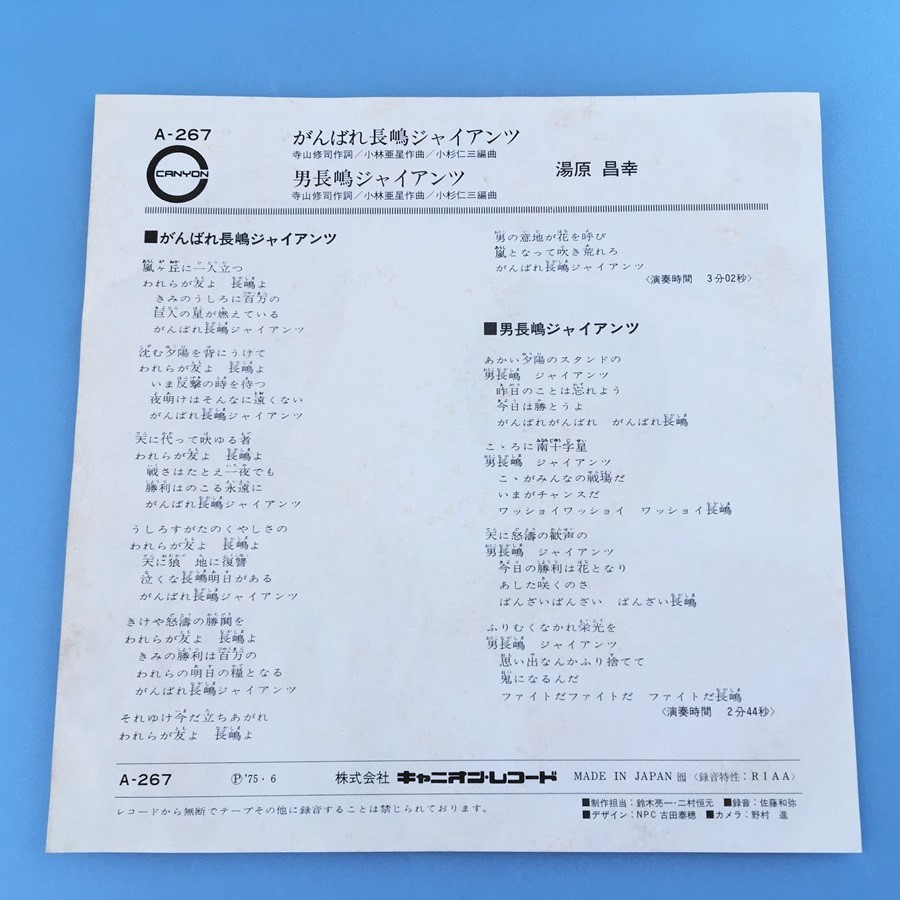 A-267
CANYON
がんばれ長嶋ジャイアンツ
寺山修司作詞／小林亜星作曲／小杉仁三編曲
男長嶋ジャイアンツ
寺山修司作詞／小林亜星作曲／小杉仁三編曲
湯原 昌幸
■がんばれ長嶋ジャイアンツ
嵐ヶ丘に一人立つ
われらが友よ　長嶋よ
きみのうしろに百万の
巨人の星が燃えている
がんばれ長嶋ジャイアンツ
沈む夕陽を背にうけて
われらが友よ　長嶋よ
いま反撃の時を待つ
夜明けはそんなに遠くない
がんばれ長嶋ジャイアンツ
天に代って吠ゆる者
われらが友よ　長嶋よ
戦さはたとえ一夜でも
勝利はのこる永遠に
がんばれ長嶋ジャイアンツ
うしろすがたのくやしさの
われらが友よ　長嶋よ
天に狼　地に復讐
泣くな長嶋明日がある
がんばれ長嶋ジャイアンツ
きけや怒濤の勝鬨を
われらが友よ　長嶋よ
きみの勝利は百万の
われらの明日の糧となる
がんばれ長嶋ジャイアンツ
それゆけ今だ立ちあがれ
われらが友よ　長嶋よ
男の意地が花を呼び
嵐となって吹き荒れろ
がんばれ長嶋ジャイアンツ
〈演奏時間　3分02秒〉
■男長嶋ジャイアンツ
あかい夕陽のスタンドの
男長嶋　ジャイアンツ
昨日のことは忘れよう
今日は勝とうよ
がんばれがんばれ　がんばれ長嶋
こゝろに南十字星
男長嶋　ジャイアンツ
こゝがみんなの戦場だ
いまがチャンスだ
ワッショイワッショイ　ワッショイ長嶋
天に怒濤の歓声の
男長嶋　ジャイアンツ
今日の勝利は花となり
あした咲くのさ
ばんざいばんざい　ばんざい長嶋
ふりむくなかれ栄光を
男長嶋　ジャイアンツ
思い出なんかふり捨てて
鬼になるんだ
ファイトだファイトだ　ファイトだ長嶋
〈演奏時間　2分44秒〉
A-267　Ⓟ'75・6　株式会社 キャニオン・レコード　MADE IN JAPAN 〈録音特性：RIAA〉
レコードから無断でテープその他に録音することは禁じられております。
■制作担当：鈴木亮一・二村恒元　■録音：佐藤和弥
■デザイン：NPC 古田泰穂　■カメラ：野村　進